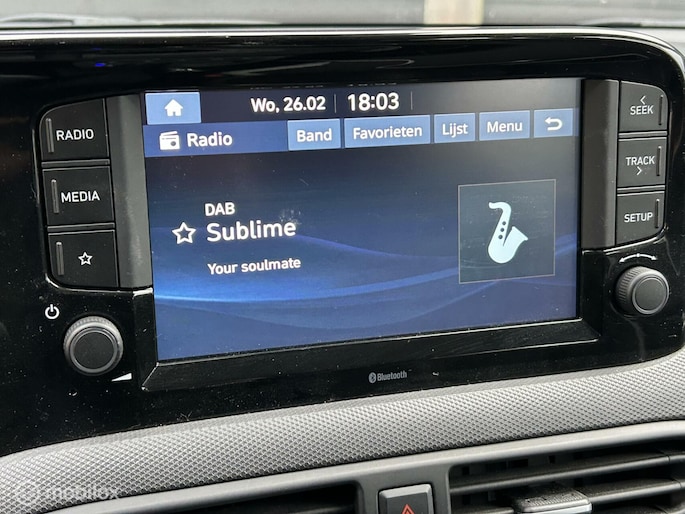 Wo, 26.02 18:03
Radio Band Favorieten Lijst Menu
DAB
Sublime
Your soulmate
RADIO
MEDIA
SEEK
TRACK
SETUP
Bluetooth
mobilox